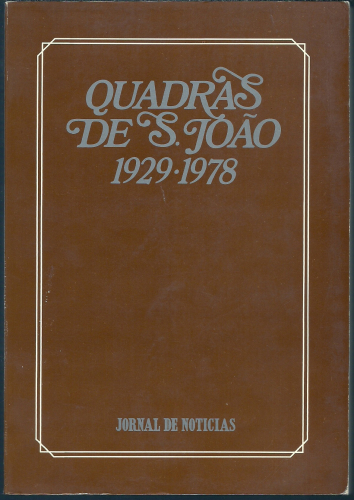 QUADRAS
DE S. JOÃO
1929·1978
JORNAL DE NOTICIAS